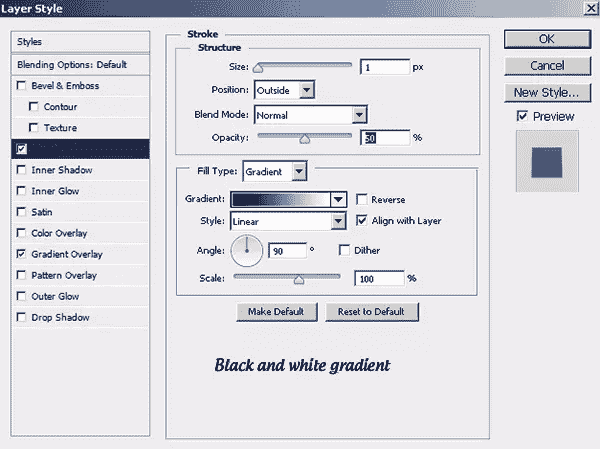 Layer Style
Styles
Blending Options: Default
Bevel & Emboss
Contour
Texture
Inner Shadow
Inner Glow
Satin
Color Overlay
Gradient Overlay
Pattern Overlay
Outer Glow
Drop Shadow
Stroke
Structure
Size: 1 px
Position: Outside
Blend Mode: Normal
Opacity: 50 %
Fill Type: Gradient
Gradient: Reverse
Style: Linear Align with Layer
Angle: 90 ° Dither
Scale: 100 %
Make Default Reset to Default
Black and white gradient
OK
Cancel
New Style...
Preview